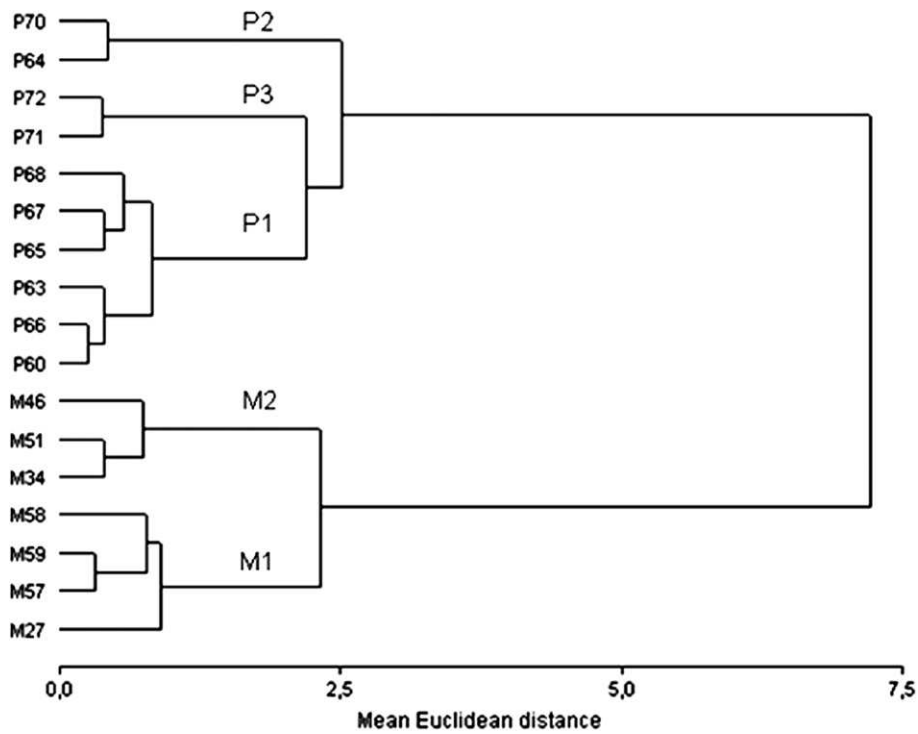 P70
P2
P64
P72
P3
P71
P68
P67
P1
P65
P63
P66
P60
M46
M2
M51
M34
M58
M59
M1
M57
M27
0,0 2,5 5,0 7,5
Mean Euclidean distance